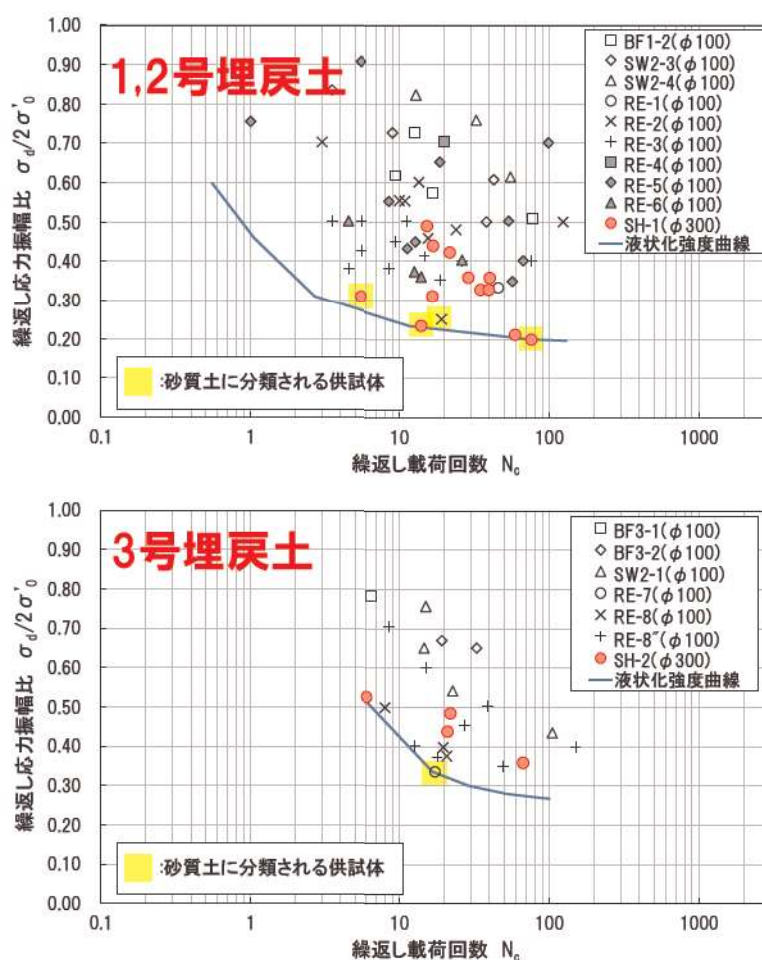 1.00
0.90
0.80
0.70
0.60
0.50
0.40
0.30
0.20
0.10
0.00
繰返し応力振幅比 σd/2σ'0
1,2号埋戻土
BF1-2(φ100)
SW2-3(φ100)
SW2-4(φ100)
RE-1(φ100)
RE-2(φ100)
RE-3(φ100)
RE-4(φ100)
RE-5(φ100)
RE-6(φ100)
SH-1(φ300)
液状化強度曲線
:砂質土に分類される供試体
0.1 1 10 100 1000
繰返し載荷回数 Nc
1.00
0.90
0.80
0.70
0.60
0.50
0.40
0.30
0.20
0.10
0.00
繰返し応力振幅比 σd/2σ'0
3号埋戻土
BF3-1(φ100)
BF3-2(φ100)
SW2-1(φ100)
RE-7(φ100)
RE-8(φ100)
RE-8"(φ100)
SH-2(φ300)
液状化強度曲線
:砂質土に分類される供試体
0.1 1 10 100 1000
繰返し載荷回数 Nc